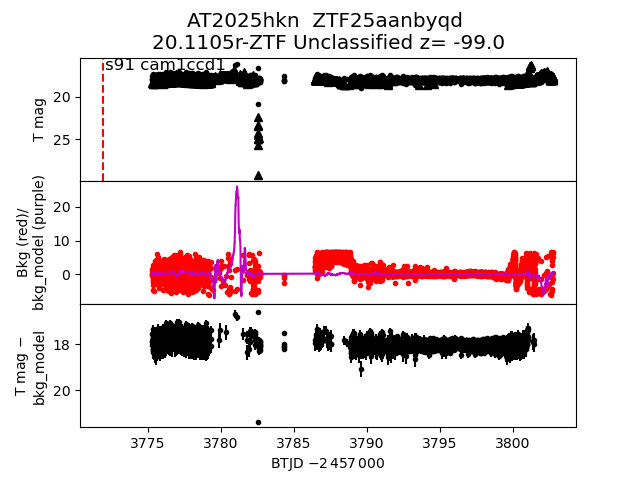 AT2025hkn  ZTF25aanbyqd
20.1105r-ZTF Unclassified z= -99.0
s91 cam1ccd1
T mag
20
25
Bkg (red)/
bkg_model (purple)
20
10
0
T mag −
bkg_model
18
20
3775
3780
3785
3790
3795
3800
BTJD −2 457 000